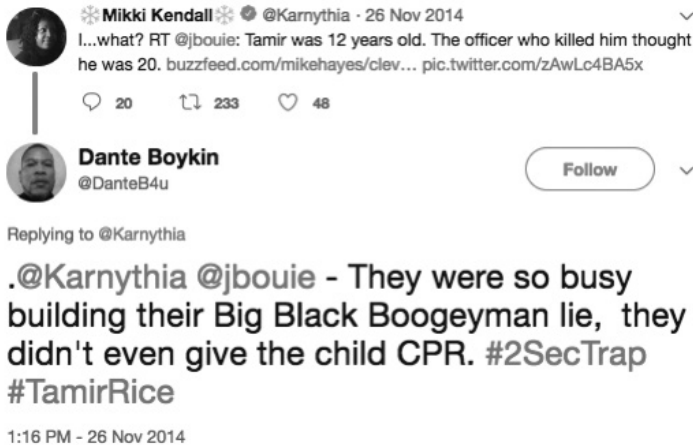 Mikki Kendall @Karnythia · 26 Nov 2014
I...what? RT @jbouie: Tamir was 12 years old. The officer who killed him thought
he was 20. buzzfeed.com/mikehayes/clev... pic.twitter.com/zAwLc4BA5x
20 233 48
Dante Boykin
@DanteB4u
Follow
Replying to @Karnythia
.@Karnythia @jbouie - They were so busy
building their Big Black Boogeyman lie, they
didn't even give the child CPR. #2SecTrap
#TamirRice
1:16 PM - 26 Nov 2014